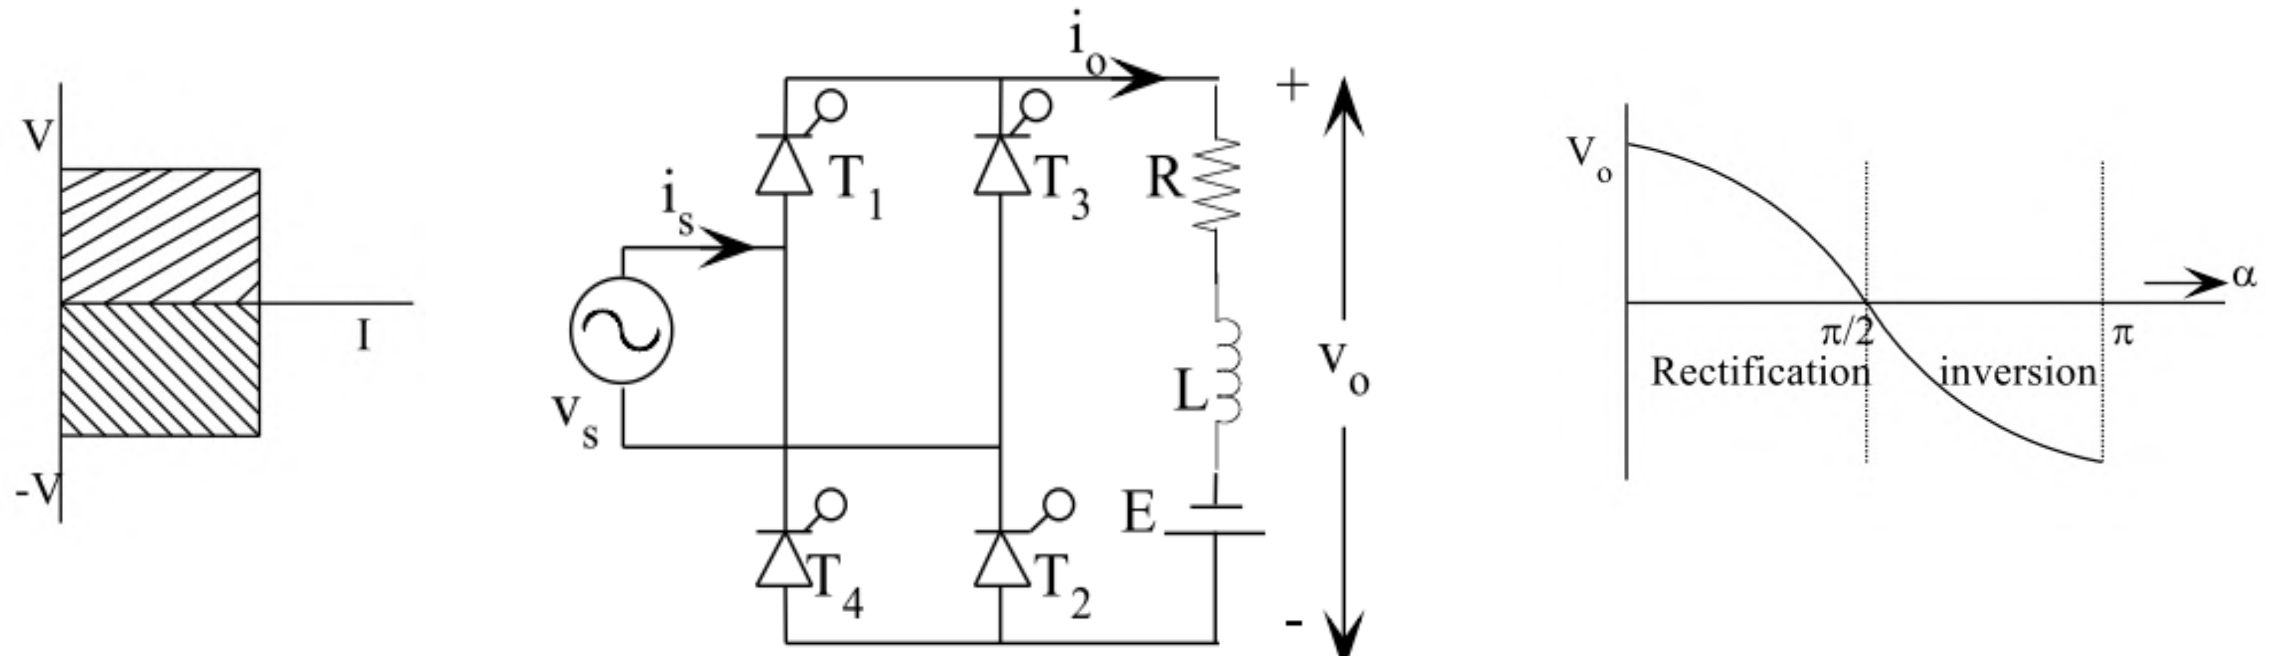 V
-V
I
i_o
T_1
T_3
i_s
v_s
T_4
T_2
R
L
E
+
v_o
-
V_o
α
π/2
π
Rectification
inversion